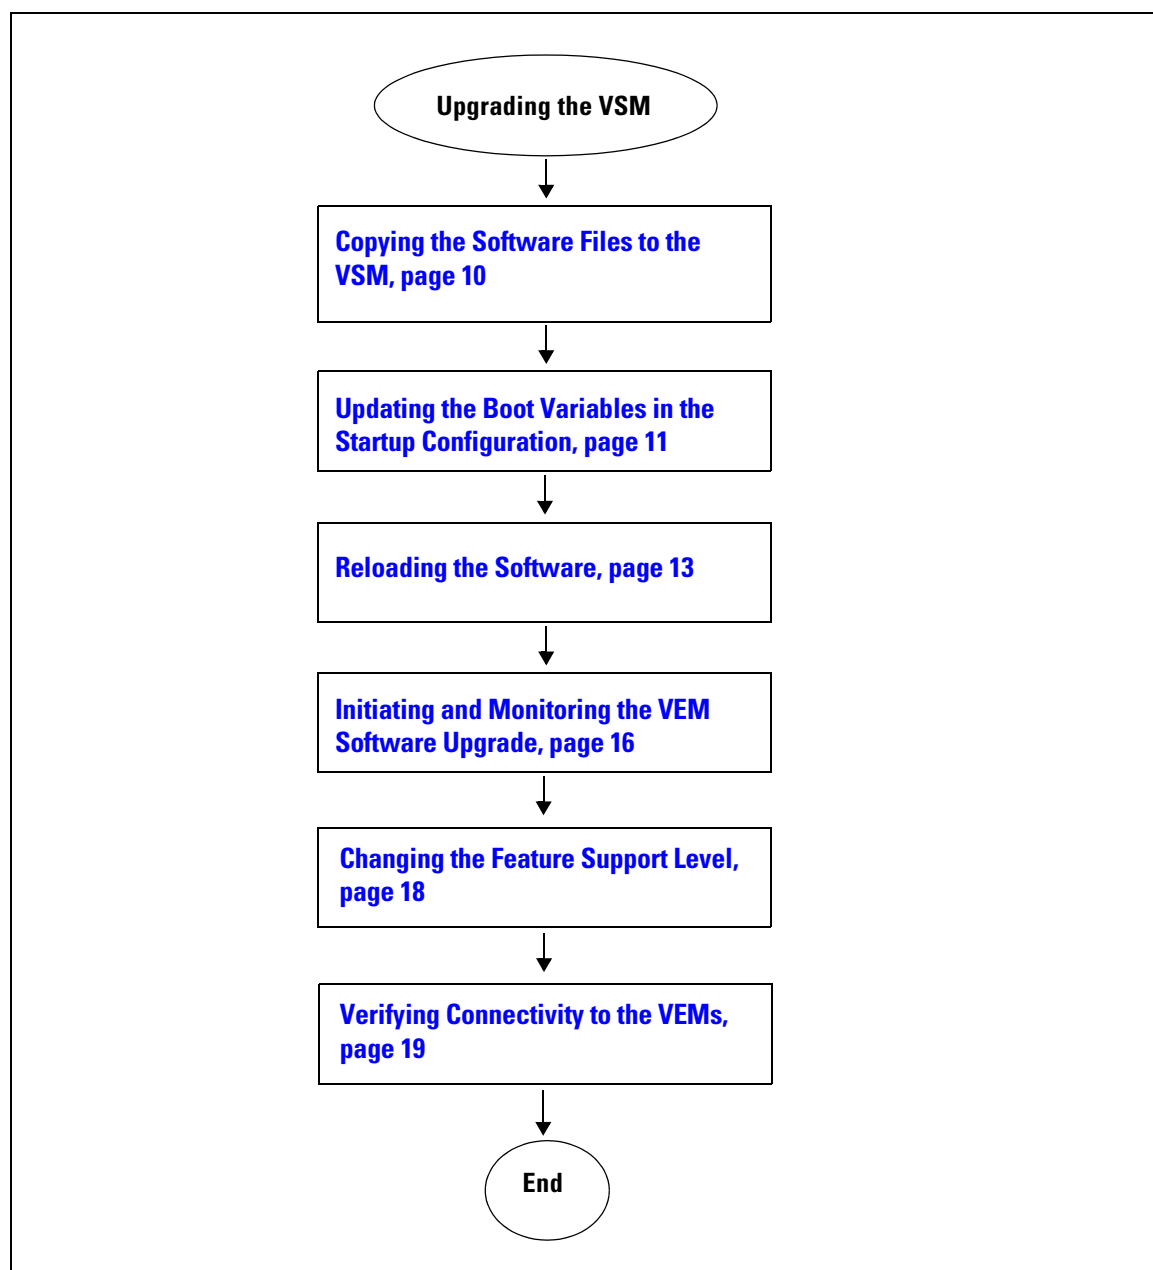 Upgrading the VSM
Copying the Software Files to the
VSM, page 10
Updating the Boot Variables in the
Startup Configuration, page 11
Reloading the Software, page 13
Initiating and Monitoring the VEM
Software Upgrade, page 16
Changing the Feature Support Level,
page 18
Verifying Connectivity to the VEMs,
page 19
End